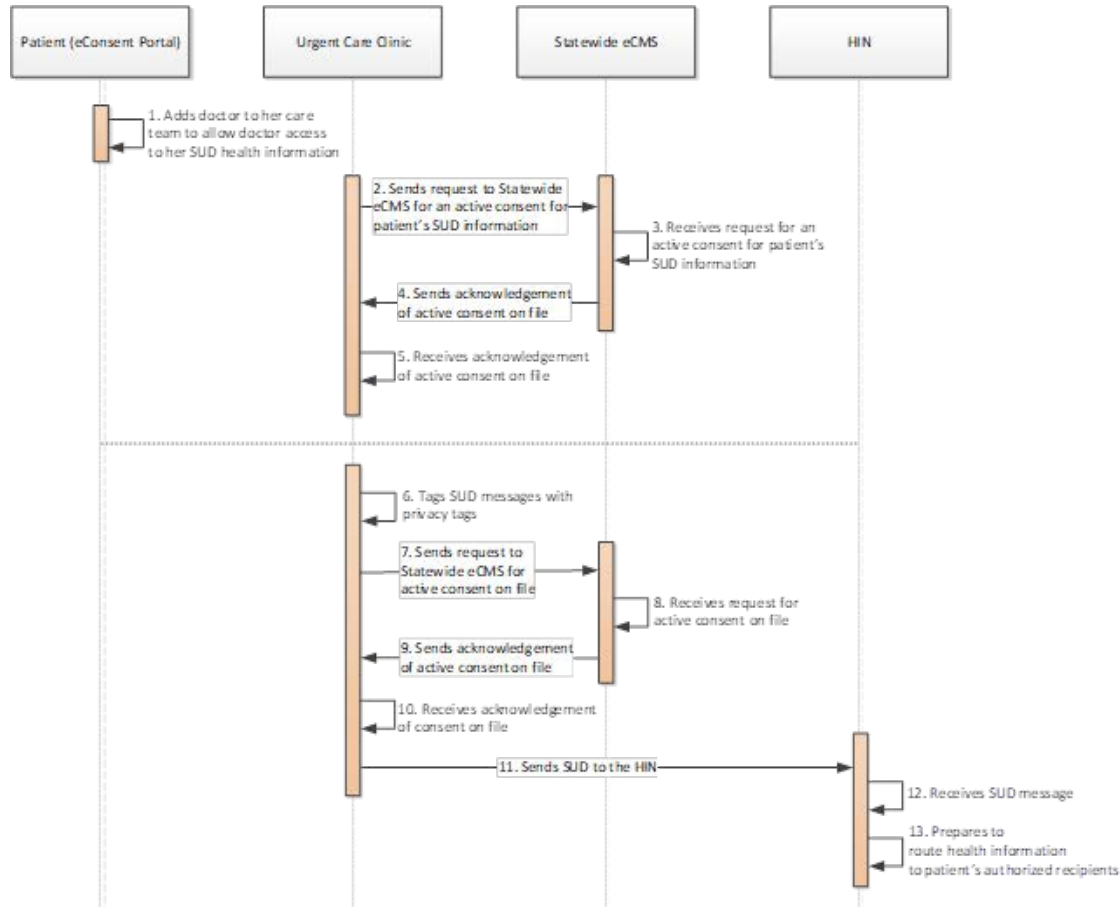 Patient (eConsent Portal)
Urgent Care Clinic
Statewide eCMS
HIN
1. Adds doctor to her care
team to allow doctor access
to her SUD health information
2. Sends request to Statewide
eCMS for an active consent for
patient's SUD information
3. Receives request for an
active consent for patient's
SUD information
4. Sends acknowledgement
of active consent on file
5. Receives acknowledgement
of active consent on file
6. Tags SUD messages with
privacy tags
7. Sends request to
Statewide eCMS for
active consent on file
8. Receives request for
active consent on file
9. Sends acknowledgement
of active consent on file
10. Receives acknowledgement
of consent on file
11. Sends SUD to the HIN
12. Receives SUD message
13. Prepares to
route health information
to patient's authorized recipients